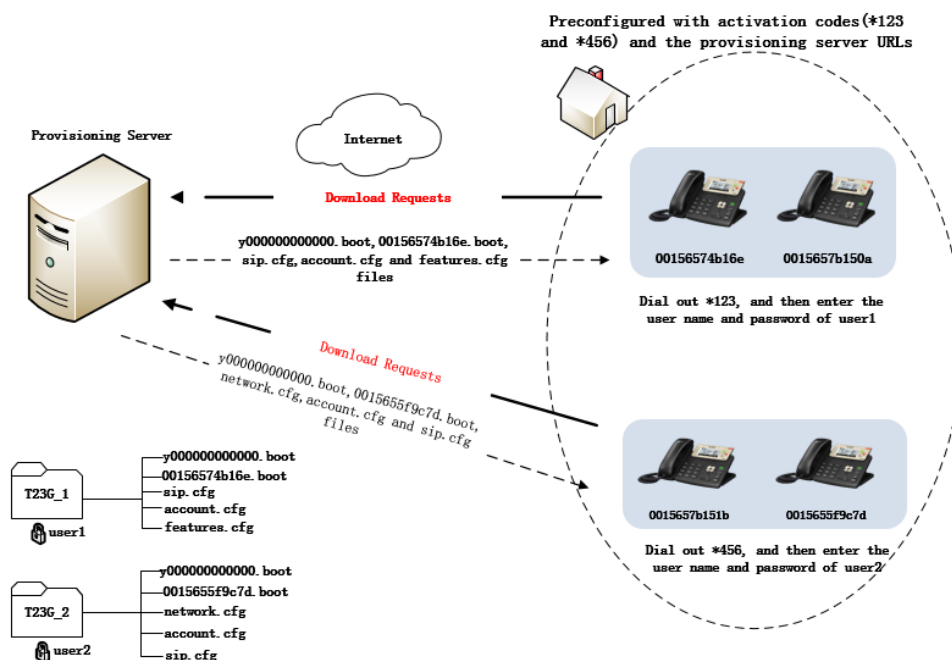 Preconfigured with activation codes(*123
and *456) and the provisioning server URLs
Provisioning Server
Internet
Download Requests
y000000000000.boot, 00156574b16e.boot,
sip.cfg, account.cfg and features.cfg
files
00156574b16e
0015657b150a
Dial out *123, and then enter the
user name and password of user1
Download Requests
y000000000000.boot, 0015655f9c7d.boot,
network.cfg, account.cfg and sip.cfg
files
0015657b151b
0015655f9c7d
Dial out *456, and then enter the
user name and password of user2
T23G_1
user1
y000000000000.boot
00156574b16e.boot
sip.cfg
account.cfg
features.cfg
T23G_2
user2
y000000000000.boot
0015655f9c7d.boot
network.cfg
account.cfg
sip.cfg